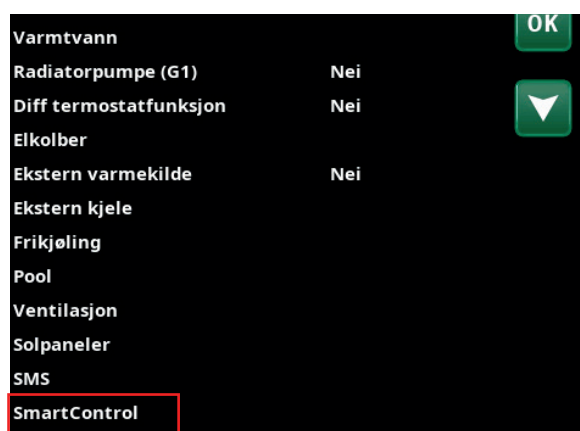 OK
Varmtvann
Radiatorpumpe (G1) Nei
Diff termostatfunksjon Nei
Elkolber
Ekstern varmekilde Nei
Ekstern kjele
Frikjøling
Pool
Ventilasjon
Solpaneler
SMS
SmartControl